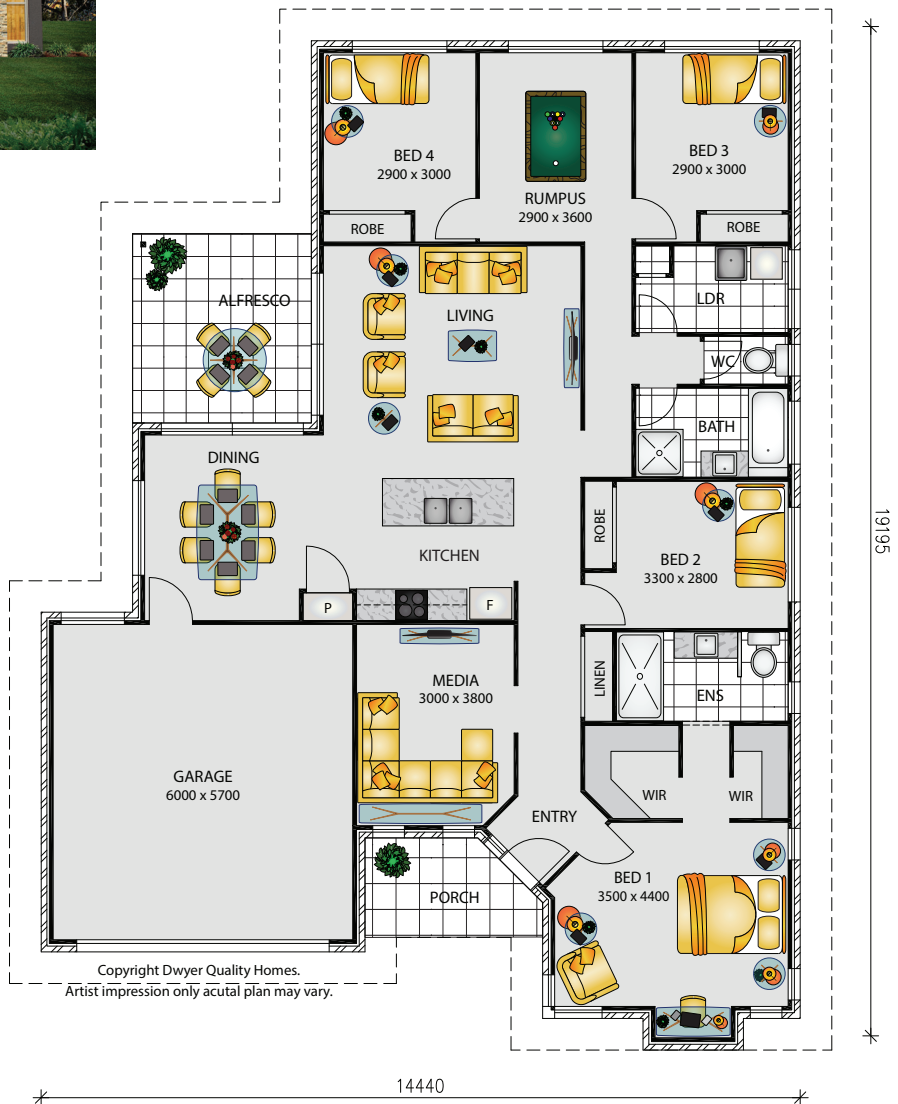 BED 4
2900 x 3000
RUMPUS
2900 x 3600
BED 3
2900 x 3000
ROBE
ROBE
ALFRESCO
LIVING
LDR
WC
BATH
DINING
KITCHEN
ROBE
BED 2
3300 x 2800
19195
P
F
MEDIA
3000 x 3800
LINEN
ENS
GARAGE
6000 x 5700
WIR
WIR
ENTRY
BED 1
3500 x 4400
PORCH
Copyright Dwyer Quality Homes.
Artist impression only acutal plan may vary.
14440